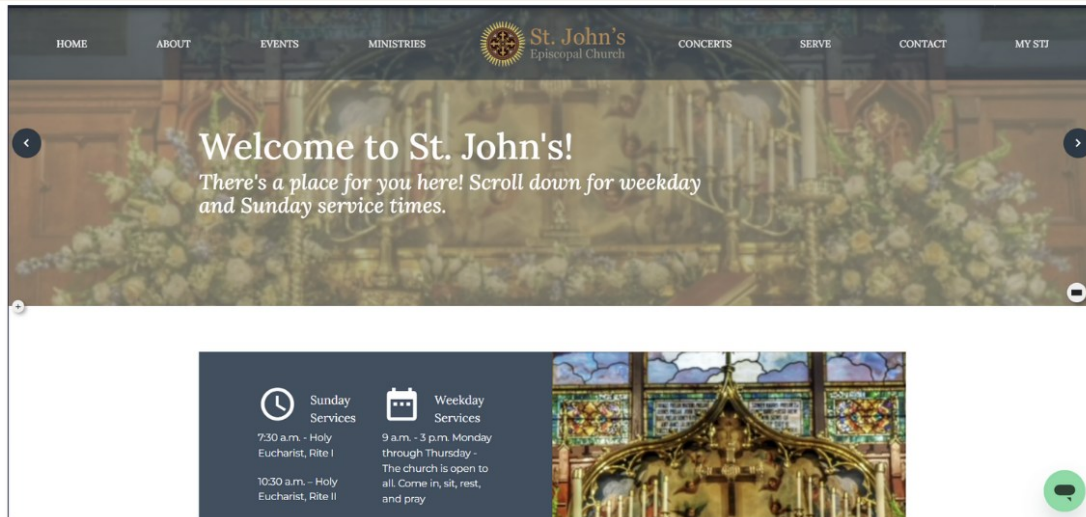 HOME
ABOUT
EVENTS
MINISTRIES
St. John's
Episcopal Church
CONCERTS
SERVE
CONTACT
MY STJ
Welcome to St. John's!
There's a place for you here! Scroll down for weekday
and Sunday service times.
Sunday
Services
7:30 a.m. - Holy
Eucharist, Rite I
10:30 a.m. – Holy
Eucharist, Rite II
Weekday
Services
9 a.m. - 3 p.m. Monday
through Thursday -
The church is open to
all. Come in, sit, rest,
and pray